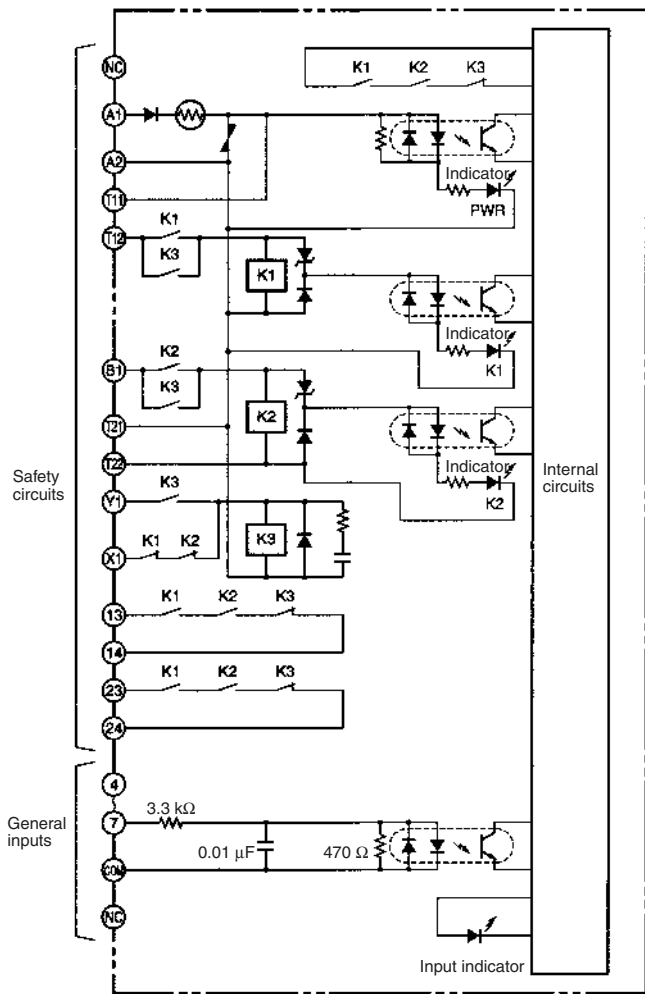 NC
K1 K2 K3
A1
A2
Indicator
T11
PWR
K1
T12
K3
K1
Indicator
K1
K2
B1
K3
K2
T21
Safety circuits
Internal circuits
T22
Indicator
K2
K3
Y1
K3
K1 K2
X1
K1 K2 K3
13
14
K1 K2 K3
23
24
4
General inputs
3.3 kΩ
7
0.01 µF
470 Ω
COM
NC
Input indicator